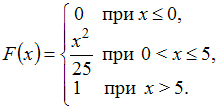 F(x) = { 0 при x ≤ 0,
x²/25 при 0 < x ≤ 5,
1 при x > 5.